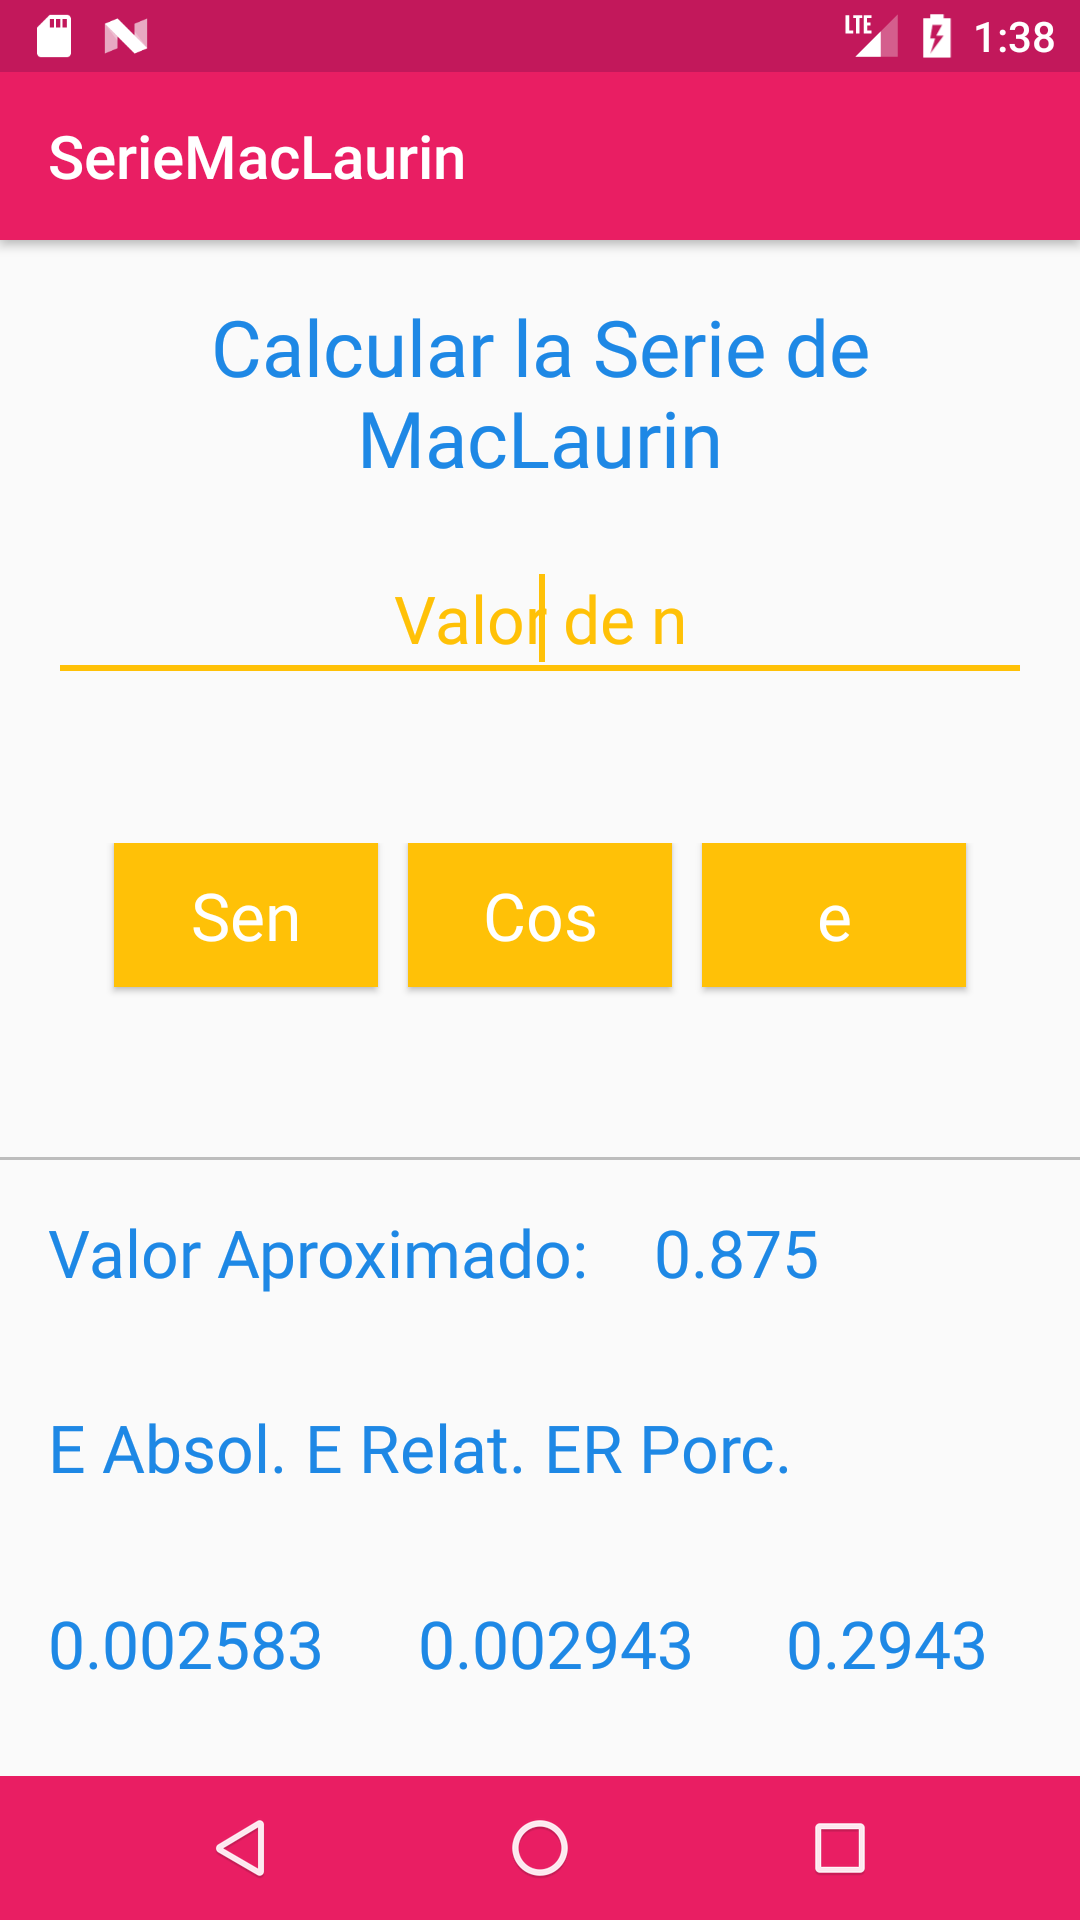 LTE 1:38
SerieMacLaurin
Calcular la Serie de
MacLaurin
Valor de n
Sen Cos e
Valor Aproximado: 0.875
E Absol. E Relat. ER Porc.
0.002583 0.002943 0.2943